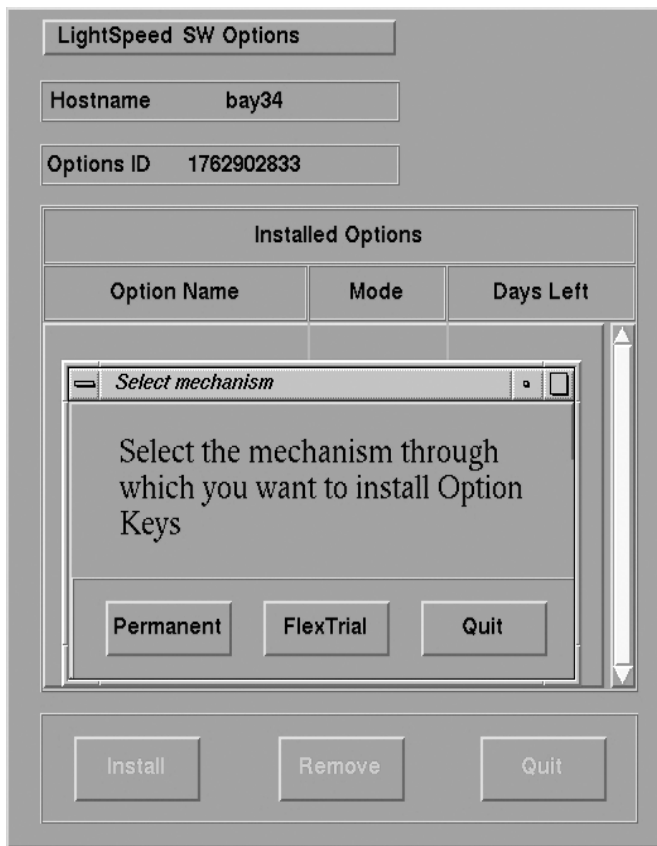 LightSpeed SW Options
Hostname bay34
Options ID 1762902833
Installed Options
Option Name Mode Days Left
Select mechanism
Select the mechanism through
which you want to install Option
Keys
Permanent FlexTrial Quit
Install Remove Quit